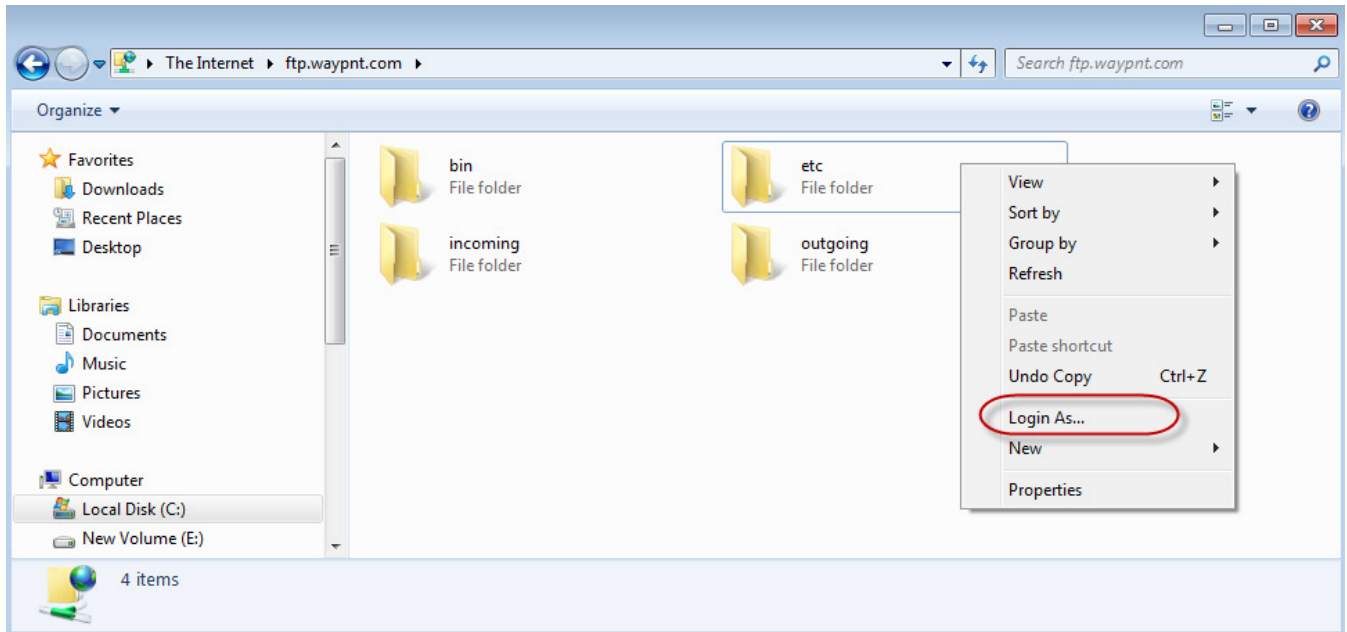 The Internet ftp.waypnt.com
Search ftp.waypnt.com
Organize
Favorites
Downloads
Recent Places
Desktop
Libraries
Documents
Music
Pictures
Videos
Computer
Local Disk (C:)
New Volume (E:)
bin
File folder
etc
File folder
incoming
File folder
outgoing
File folder
View
Sort by
Group by
Refresh
Paste
Paste shortcut
Undo Copy Ctrl+Z
Login As...
New
Properties
4 items